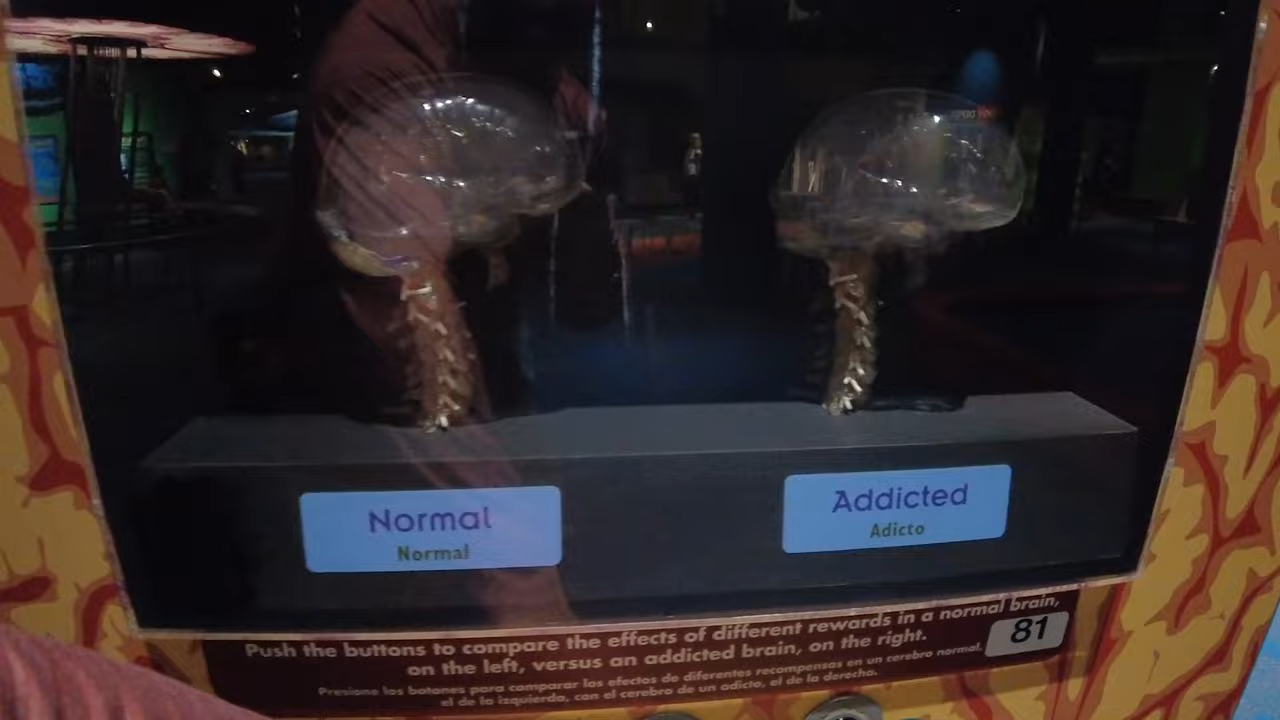 Normal
Normal
Addicted
Adicto
Push the buttons to compare the effects of different rewards in a normal brain,
on the left, versus an addicted brain, on the right.
81
Presione los botones para comparar los efectos de diferentes recompensas en un cerebro normal,
el de la izquierda, con el cerebro de un adicto, el de la derecha.